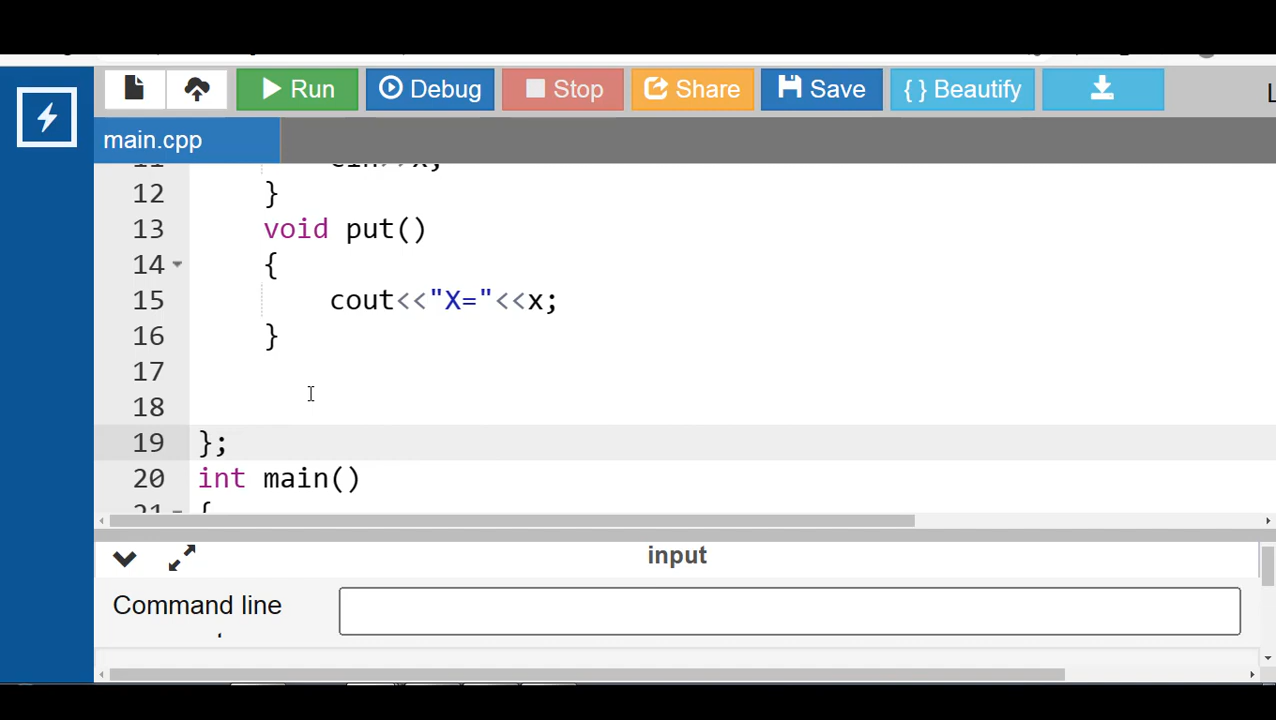 Run Debug Stop Share Save { } Beautify
main.cpp
12 }
13 void put()
14 {
15 cout<<"X="<<x;
16 }
17
18
19 };
20 int main()
21 {
input
Command line